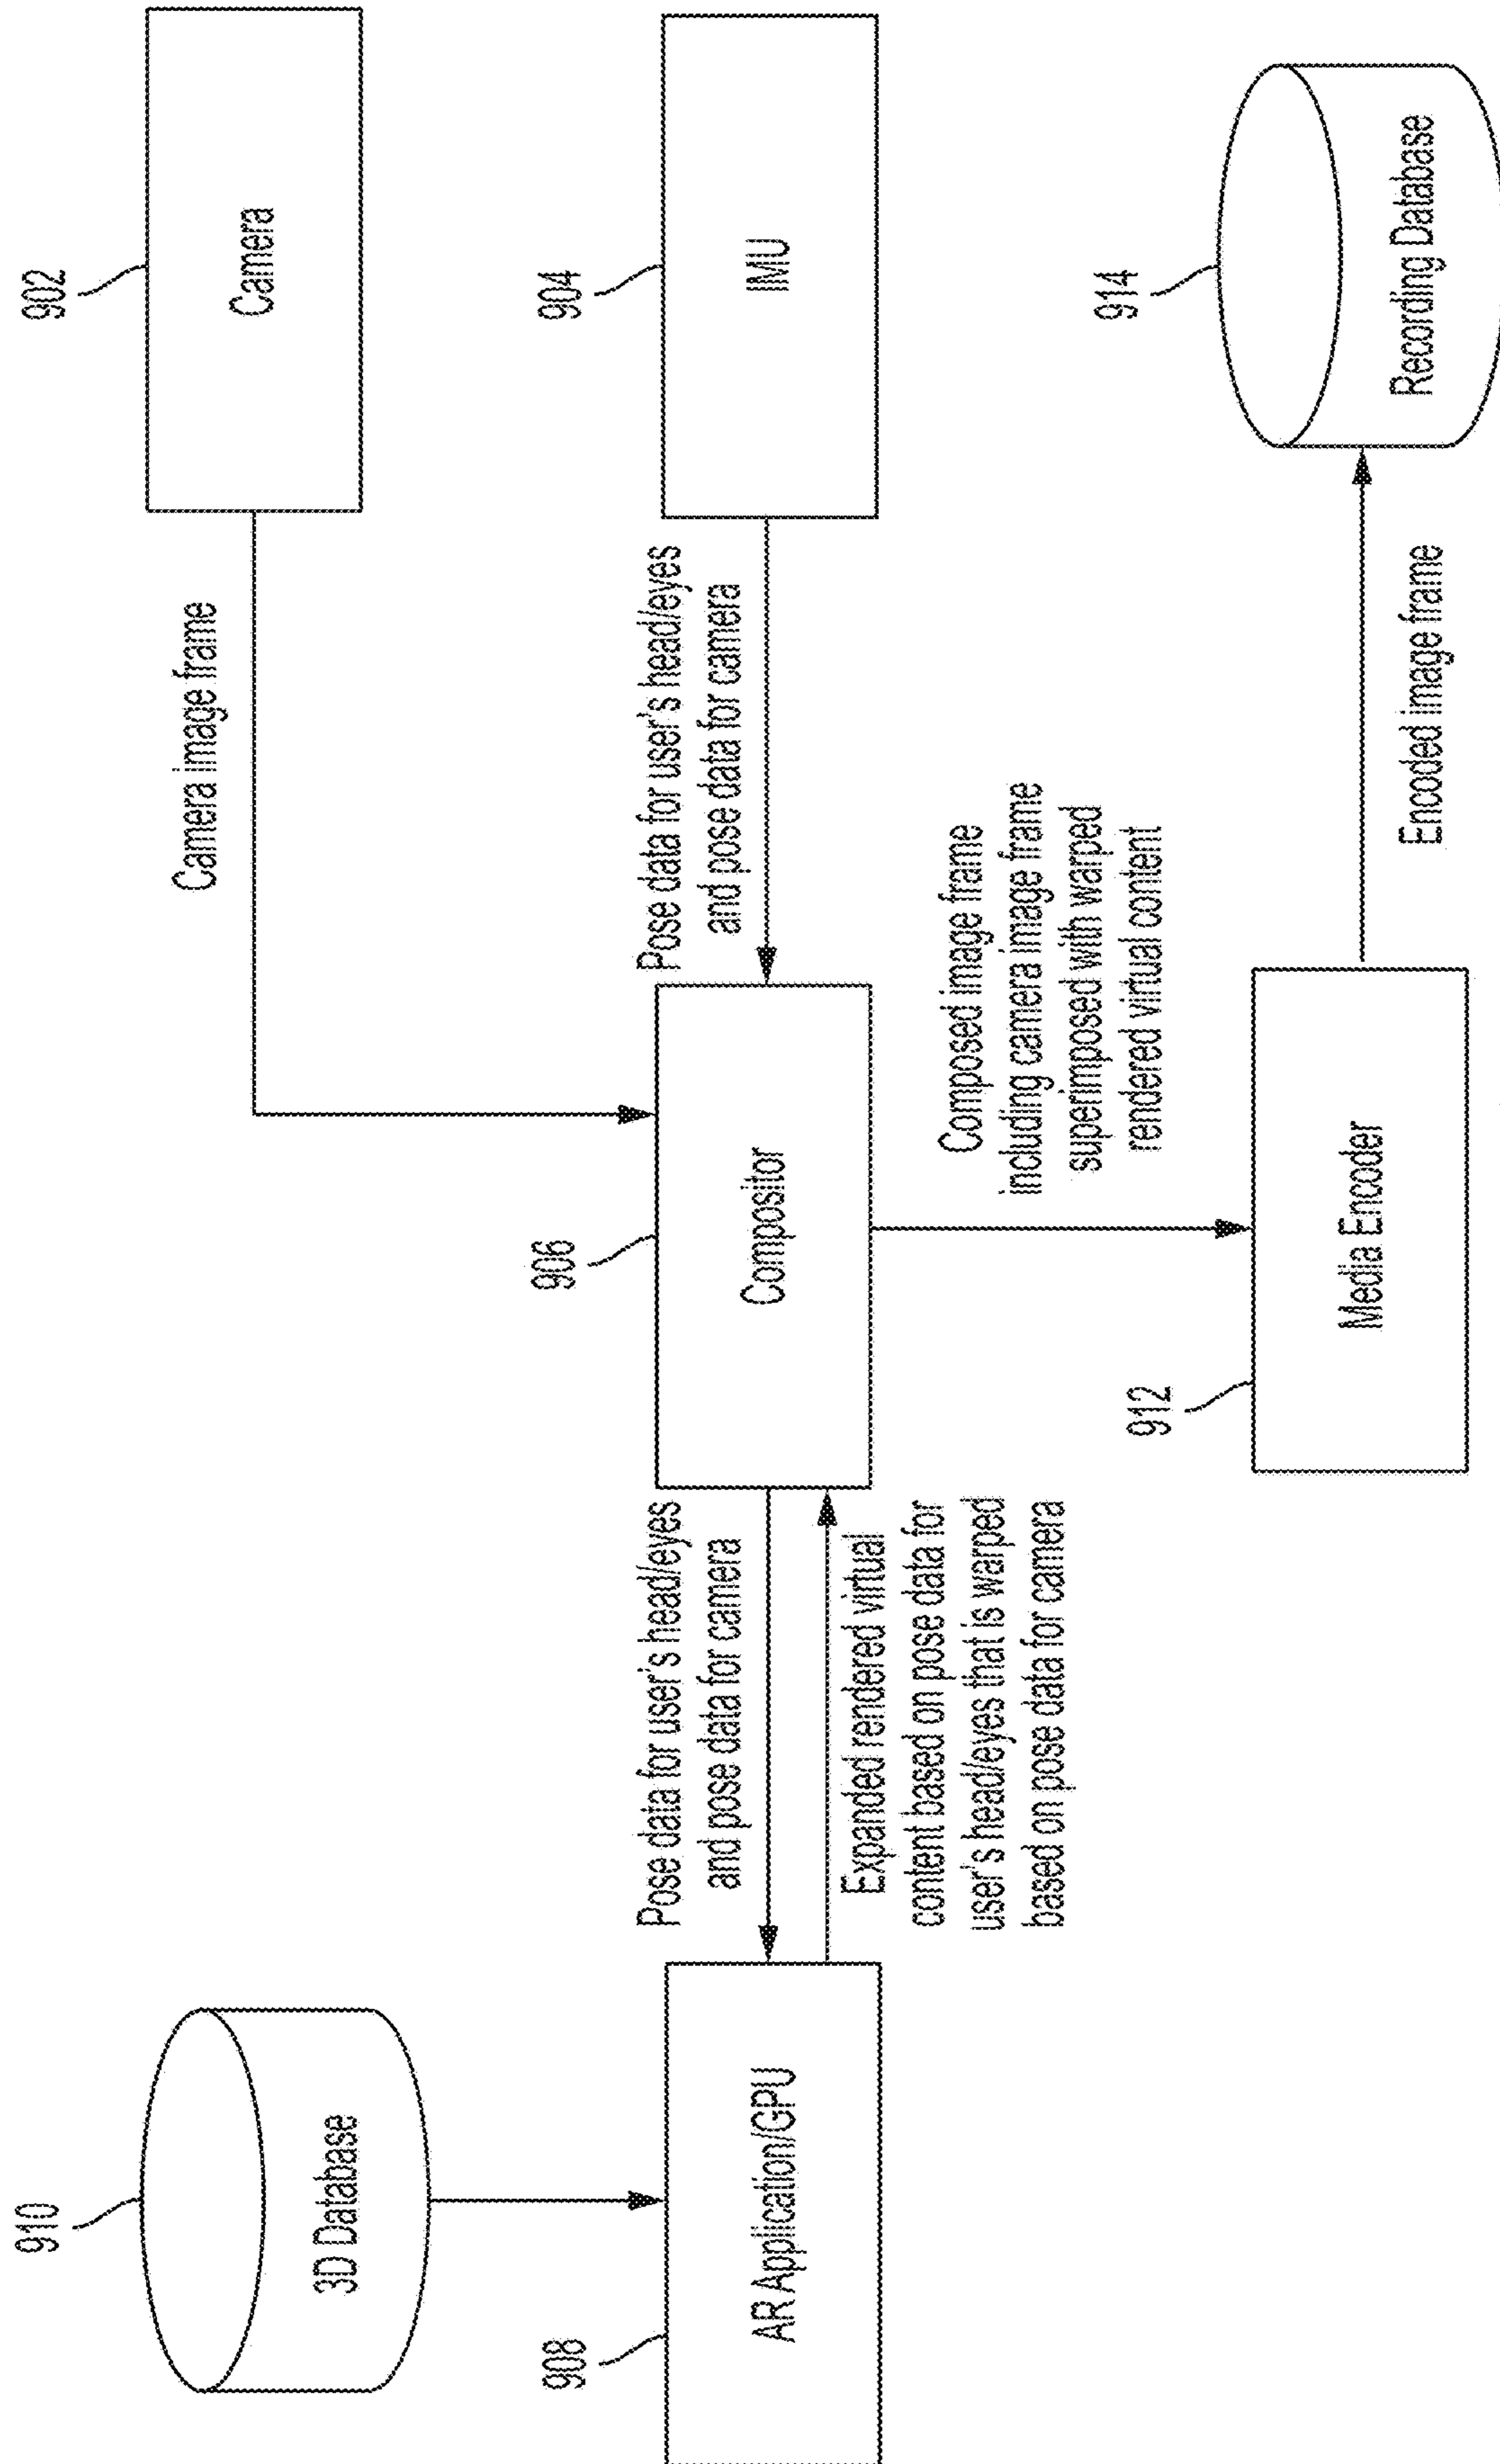 910
3D Database
908
AR Application/GPU
Pose data for user's head/eyes
and pose data for camera
Expanded rendered virtual
content based on pose data for
user's head/eyes that is warped
based on pose data for camera
906
Compositor
Camera image frame
902
Camera
Pose data for user's head/eyes
and pose data for camera
904
IMU
Composed image frame
including camera image frame
superimposed with warped
rendered virtual content
912
Media Encoder
Encoded image frame
914
Recording Database